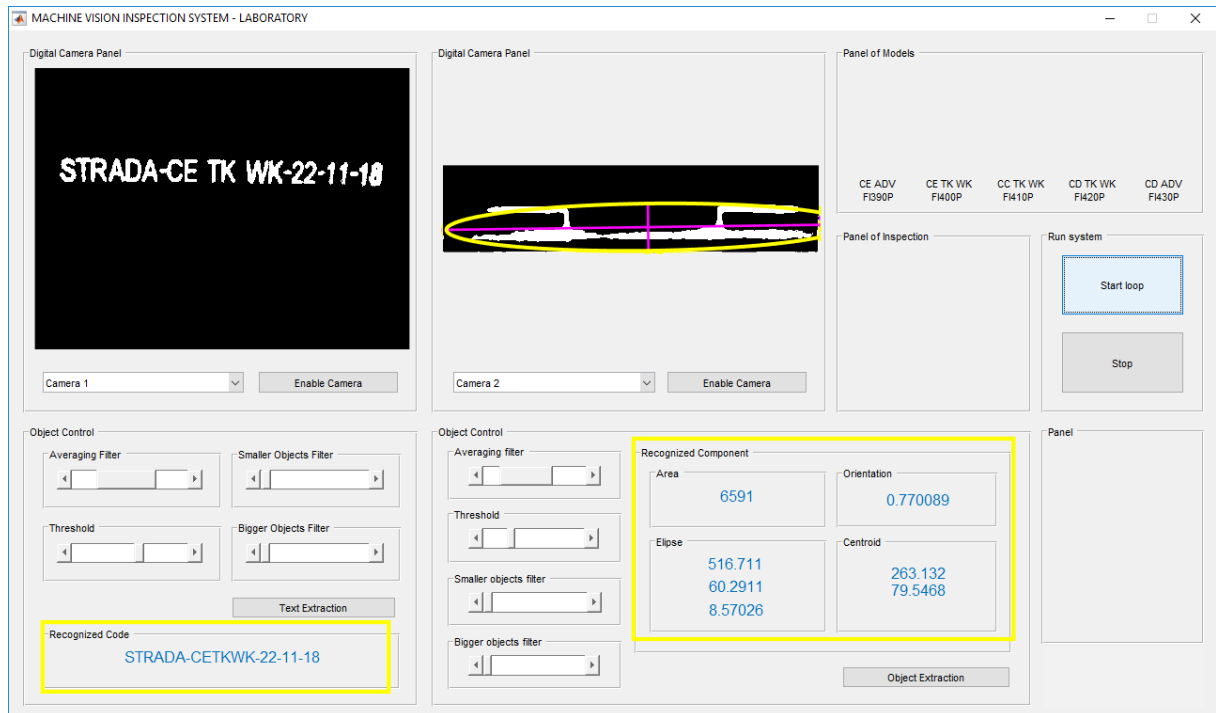 MACHINE VISION INSPECTION SYSTEM - LABORATORY
Digital Camera Panel
STRADA-CE TK WK-22-11-18
Camera 1
Enable Camera
Digital Camera Panel
Camera 2
Enable Camera
Panel of Models
CE ADV CE TK WK CC TK WK CD TK WK CD ADV
FI390P FI400P FI410P FI420P FI430P
Panel of Inspection
Run system
Start loop
Stop
Object Control
Averaging Filter
Smaller Objects Filter
Threshold
Bigger Objects Filter
Text Extraction
Recognized Code
STRADA-CETKWK-22-11-18
Object Control
Averaging filter
Threshold
Smaller objects filter
Bigger objects filter
Recognized Component
Area
6591
Orientation
0.770089
Elipse
516.711
60.2911
8.57026
Centroid
263.132
79.5468
Object Extraction
Panel